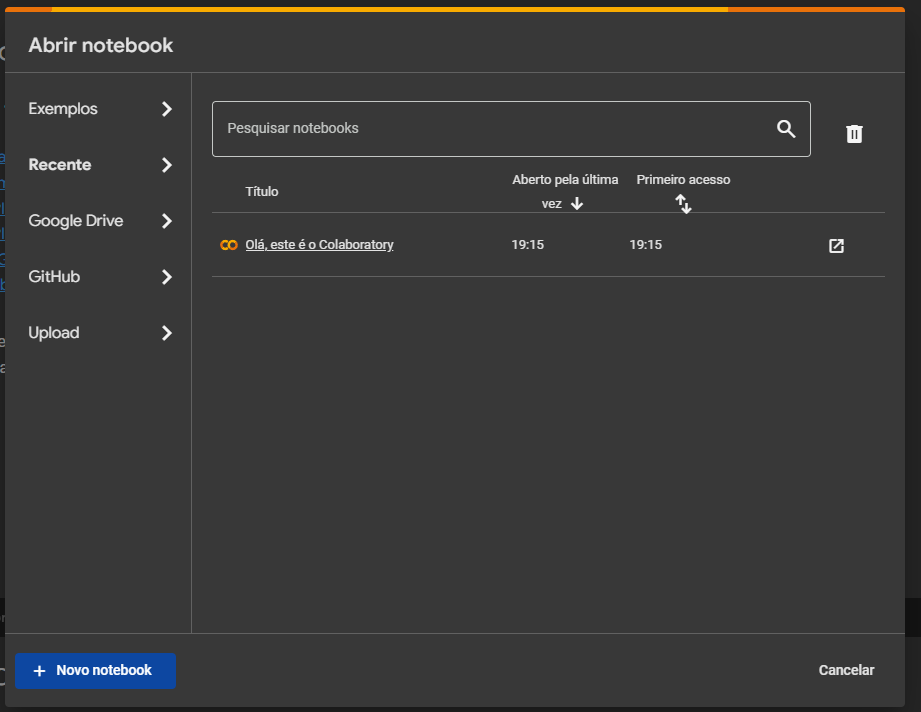 Abrir notebook
Exemplos
Recente
Google Drive
GitHub
Upload
Pesquisar notebooks
Título
Aberto pela última
vez
Primeiro acesso
Olá, este é o Colaboratory
19:15
19:15
+ Novo notebook
Cancelar